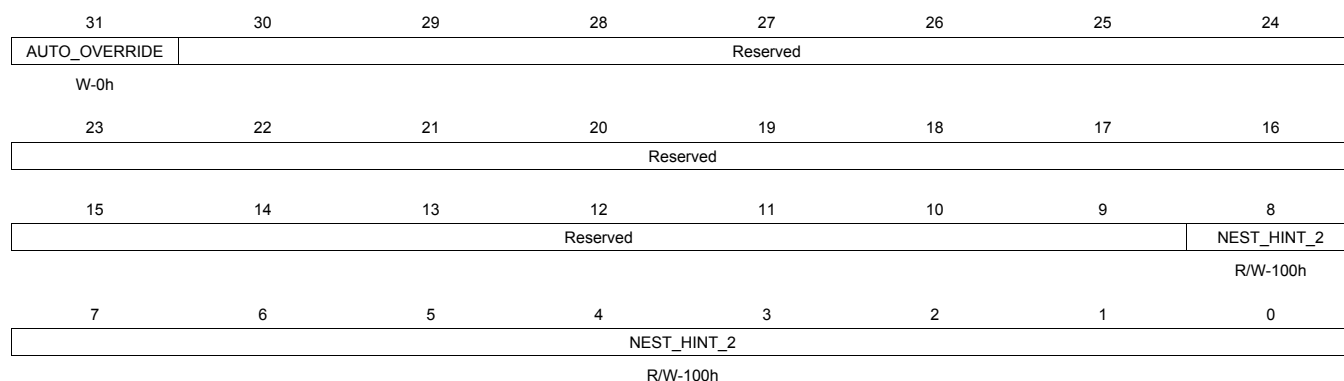 31 30 29 28 27 26 25 24
AUTO_OVERRIDE Reserved
W-0h
23 22 21 20 19 18 17 16
Reserved
15 14 13 12 11 10 9 8
Reserved NEST_HINT_2
R/W-100h
7 6 5 4 3 2 1 0
NEST_HINT_2
R/W-100h